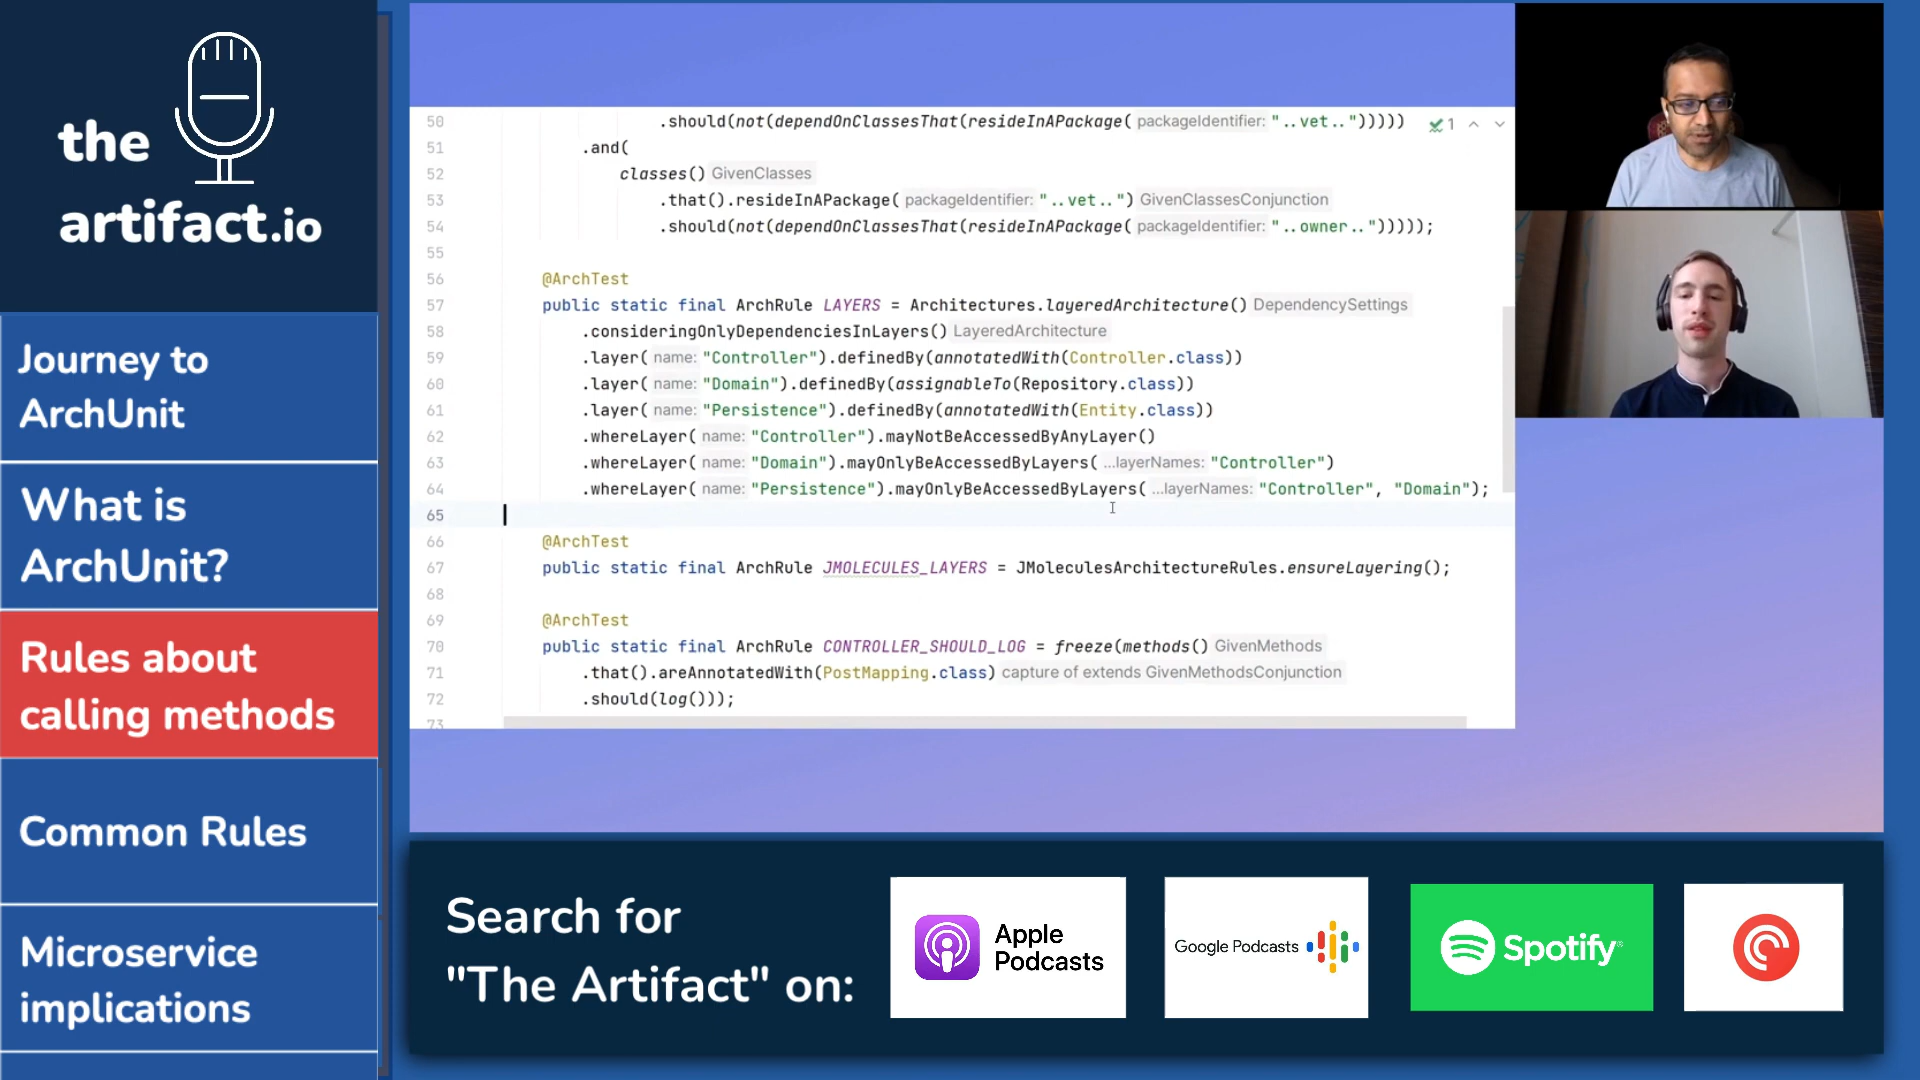 the
artifact.io
Journey to
ArchUnit
What is
ArchUnit?
Rules about
calling methods
Common Rules
Microservice
implications
50 .should(not(dependOnClassesThat(resideInAPackage( packageIdentifier: "..vet..")))) 1
51 .and(
52 classes() GivenClasses
53 .that().resideInAPackage( packageIdentifier: "..vet..") GivenClassesConjunction
54 .should(not(dependOnClassesThat(resideInAPackage( packageIdentifier: "..owner..")))));
55
56 @ArchTest
57 public static final ArchRule LAYERS = Architectures.layeredArchitecture() DependencySettings
58 .consideringOnlyDependenciesInLayers() LayeredArchitecture
59 .layer( name: "Controller").definedBy(annotatedWith(Controller.class))
60 .layer( name: "Domain").definedBy(assignableTo(Repository.class))
61 .layer( name: "Persistence").definedBy(annotatedWith(Entity.class))
62 .whereLayer( name: "Controller").mayNotBeAccessedByAnyLayer()
63 .whereLayer( name: "Domain").mayOnlyBeAccessedByLayers( ...layerNames: "Controller")
64 .whereLayer( name: "Persistence").mayOnlyBeAccessedByLayers( ...layerNames: "Controller", "Domain");
65
66 @ArchTest
67 public static final ArchRule JMOLECULES_LAYERS = JMoleculesArchitectureRules.ensureLayering();
68
69 @ArchTest
70 public static final ArchRule CONTROLLER_SHOULD_LOG = freeze(methods() GivenMethods
71 .that().areAnnotatedWith(PostMapping.class) capture of extends GivenMethodsConjunction
72 .should(log()));
73
Search for
"The Artifact" on:
Apple
Podcasts
Google Podcasts
Spotify